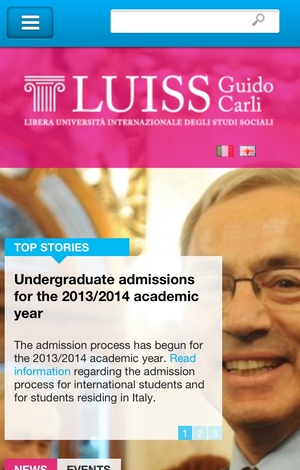 LUISS Guido
Carli
LIBERA UNIVERSITÀ INTERNAZIONALE DEGLI STUDI SOCIALI
TOP STORIES
Undergraduate admissions
for the 2013/2014 academic
year
The admission process has begun for
the 2013/2014 academic year. Read
information regarding the admission
process for international students and
for students residing in Italy.
1 2 3
NEWS EVENTS